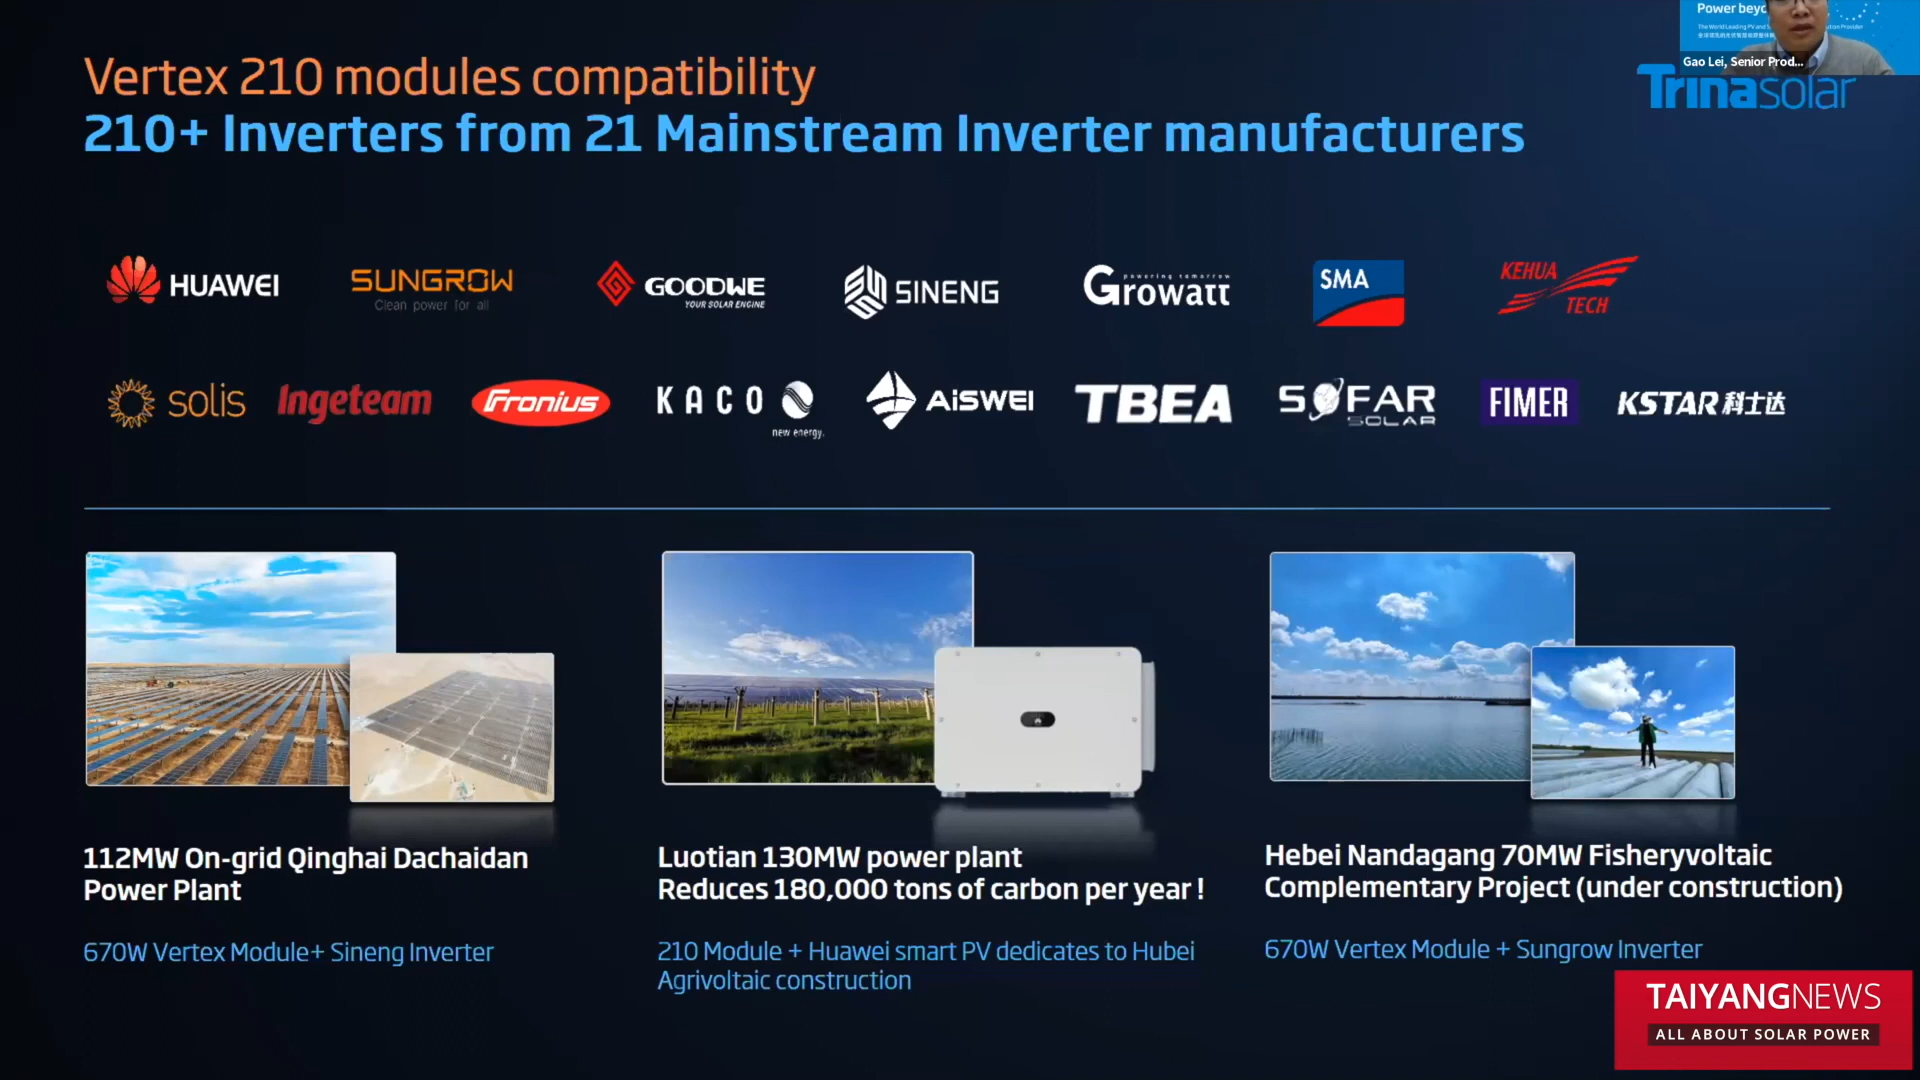 Power beyo
Gao Lei, Senior Prod...
Trinasolar
Vertex 210 modules compatibility
210+ Inverters from 21 Mainstream Inverter manufacturers
HUAWEI
SUNGROW
Clean power for all
GOODWE
YOUR SOLAR ENGINE
SINENG
powering tomorrow
Growatt
SMA
KEHUA
TECH
solis
Ingeteam
Fronius
KACO
new energy.
AiSWEI
TBEA
SOFAR
SOLAR
FIMER
KSTAR 科士达
112MW On-grid Qinghai Dachaidan
Power Plant
670W Vertex Module+ Sineng Inverter
Luotian 130MW power plant
Reduces 180,000 tons of carbon per year !
210 Module + Huawei smart PV dedicates to Hubei
Agrivoltaic construction
Hebei Nandagang 70MW Fisheryvoltaic
Complementary Project (under construction)
670W Vertex Module + Sungrow Inverter
TAIYANGNEWS
ALL ABOUT SOLAR POWER